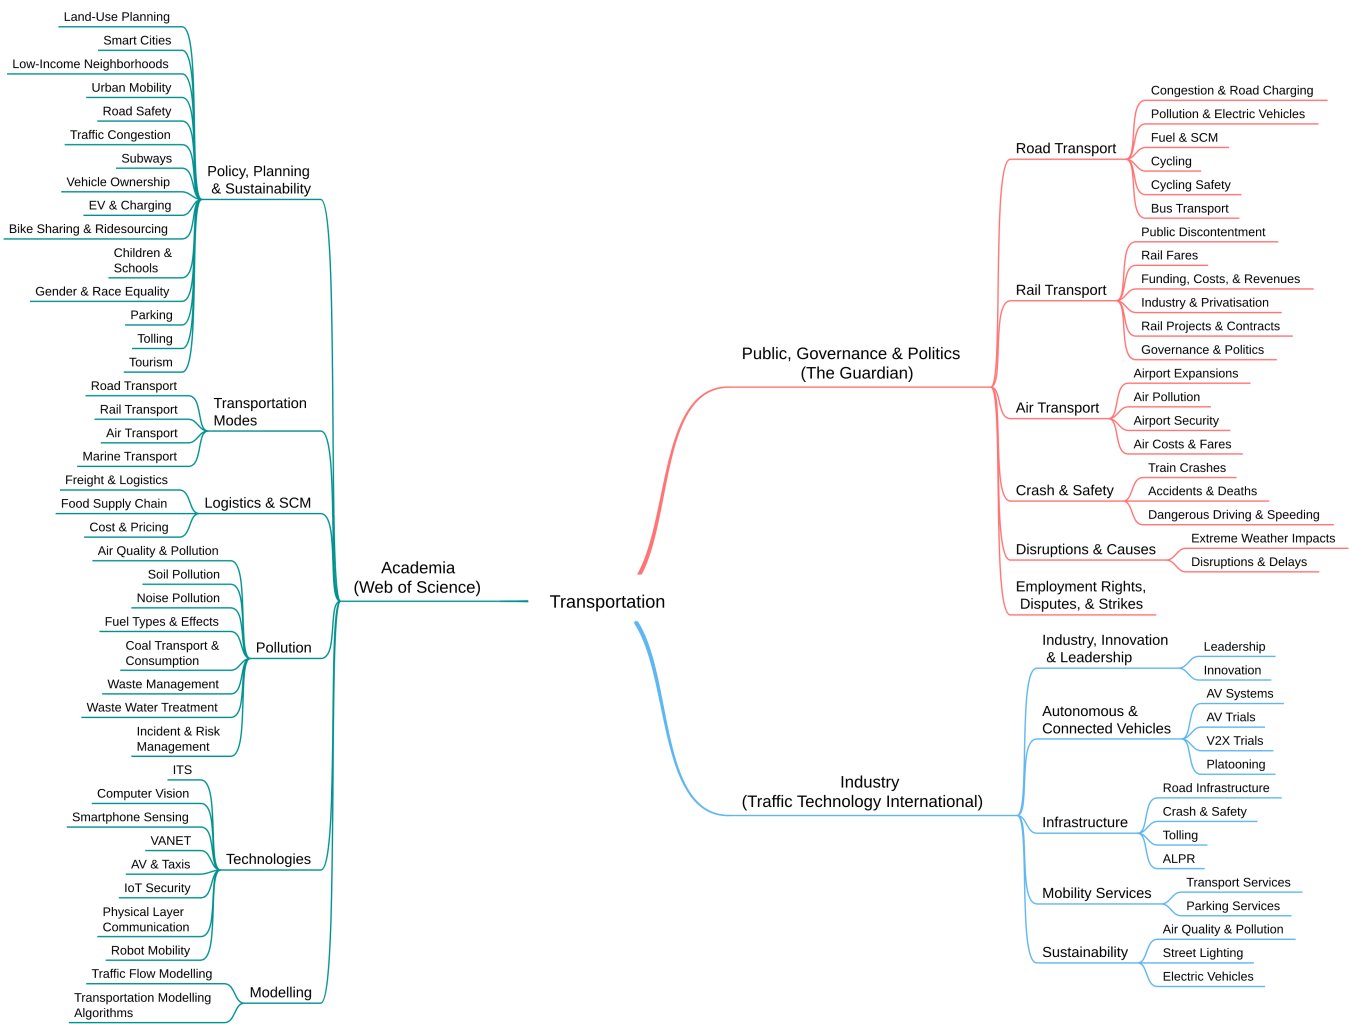 Transportation
Academia
(Web of Science)
Policy, Planning
& Sustainability
Land-Use Planning
Smart Cities
Low-Income Neighborhoods
Urban Mobility
Road Safety
Traffic Congestion
Subways
Vehicle Ownership
EV & Charging
Bike Sharing & Ridesourcing
Children &
Schools
Gender & Race Equality
Parking
Tolling
Tourism
Transportation
Modes
Road Transport
Rail Transport
Air Transport
Marine Transport
Logistics & SCM
Freight & Logistics
Food Supply Chain
Cost & Pricing
Pollution
Air Quality & Pollution
Soil Pollution
Noise Pollution
Fuel Types & Effects
Coal Transport &
Consumption
Waste Management
Waste Water Treatment
Incident & Risk
Management
Technologies
ITS
Computer Vision
Smartphone Sensing
VANET
AV & Taxis
IoT Security
Physical Layer
Communication
Robot Mobility
Modelling
Traffic Flow Modelling
Transportation Modelling
Algorithms
Public, Governance & Politics
(The Guardian)
Road Transport
Congestion & Road Charging
Pollution & Electric Vehicles
Fuel & SCM
Cycling
Cycling Safety
Bus Transport
Rail Transport
Public Discontentment
Rail Fares
Funding, Costs, & Revenues
Industry & Privatisation
Rail Projects & Contracts
Governance & Politics
Air Transport
Airport Expansions
Air Pollution
Airport Security
Air Costs & Fares
Crash & Safety
Train Crashes
Accidents & Deaths
Dangerous Driving & Speeding
Disruptions & Causes
Extreme Weather Impacts
Disruptions & Delays
Employment Rights,
Disputes, & Strikes
Industry
(Traffic Technology International)
Industry, Innovation
& Leadership
Leadership
Innovation
Autonomous &
Connected Vehicles
AV Systems
AV Trials
V2X Trials
Platooning
Infrastructure
Road Infrastructure
Crash & Safety
Tolling
ALPR
Mobility Services
Transport Services
Parking Services
Sustainability
Air Quality & Pollution
Street Lighting
Electric Vehicles